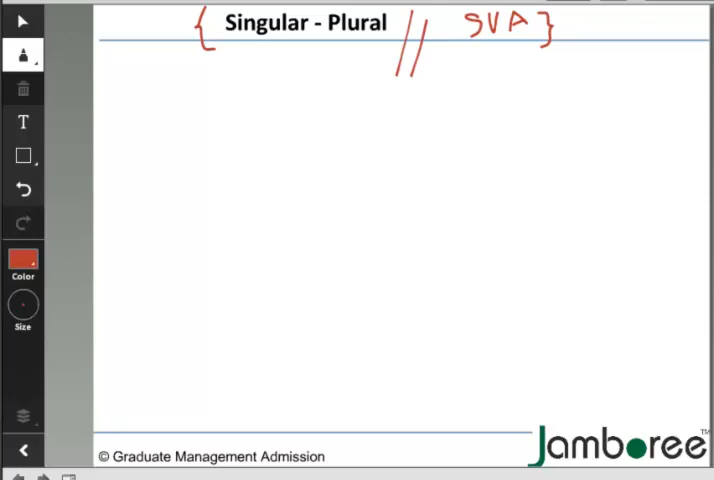 { Singular - Plural // SVA }
T
Color
Size
© Graduate Management Admission
Jamboree™